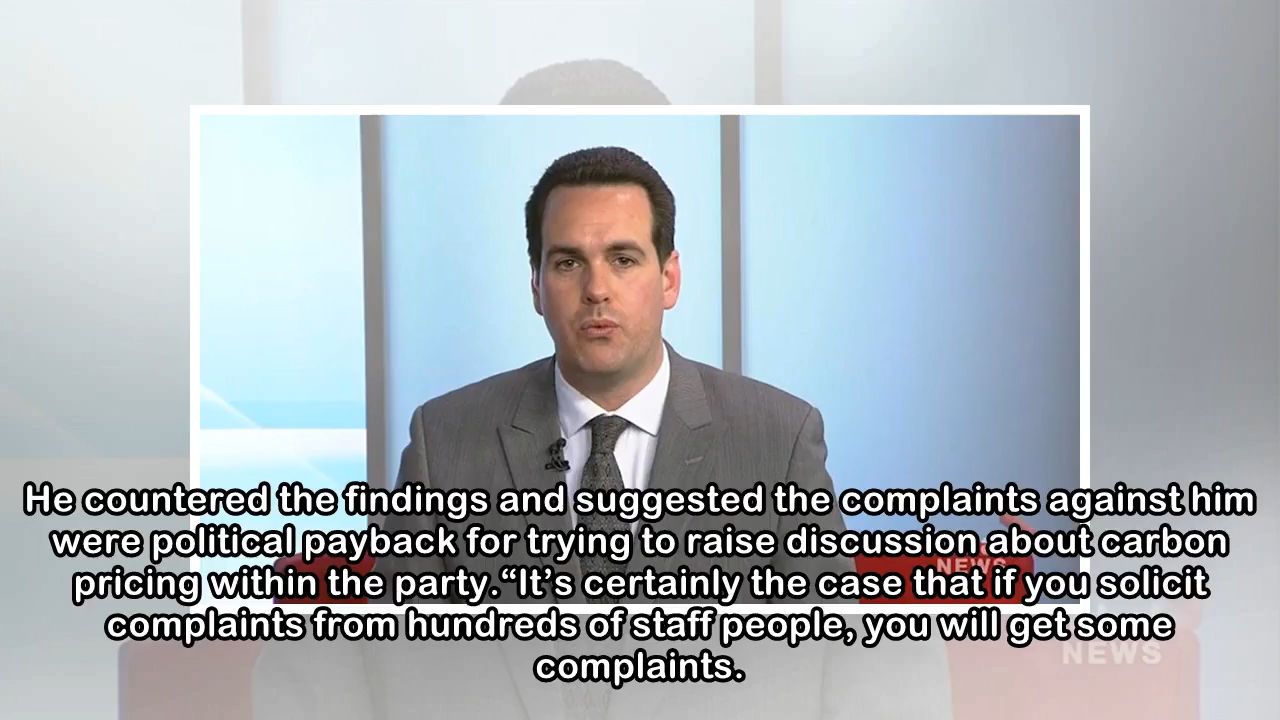 He countered the findings and suggested the complaints against him
were political payback for trying to raise discussion about carbon
pricing within the party.“It’s certainly the case that if you solicit
complaints from hundreds of staff people, you will get some
complaints.
NEWS
NEWS